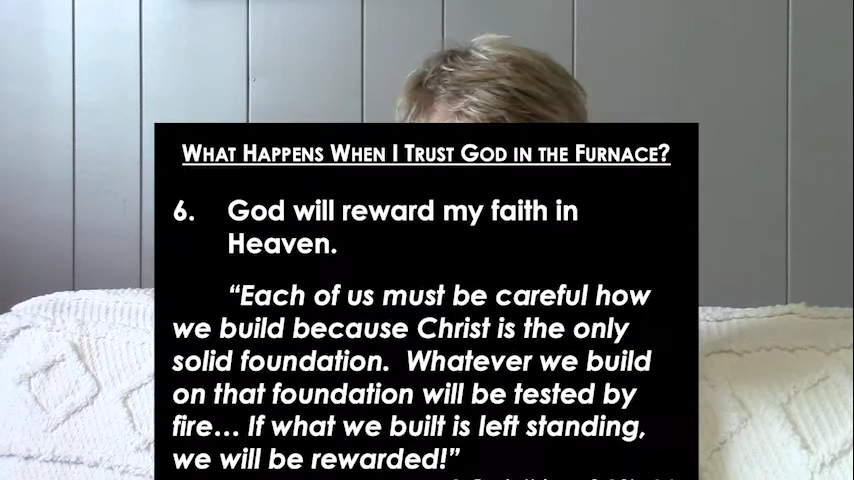 WHAT HAPPENS WHEN I TRUST GOD IN THE FURNACE?
6. God will reward my faith in
Heaven.
“Each of us must be careful how
we build because Christ is the only
solid foundation. Whatever we build
on that foundation will be tested by
fire... If what we built is left standing,
we will be rewarded!”